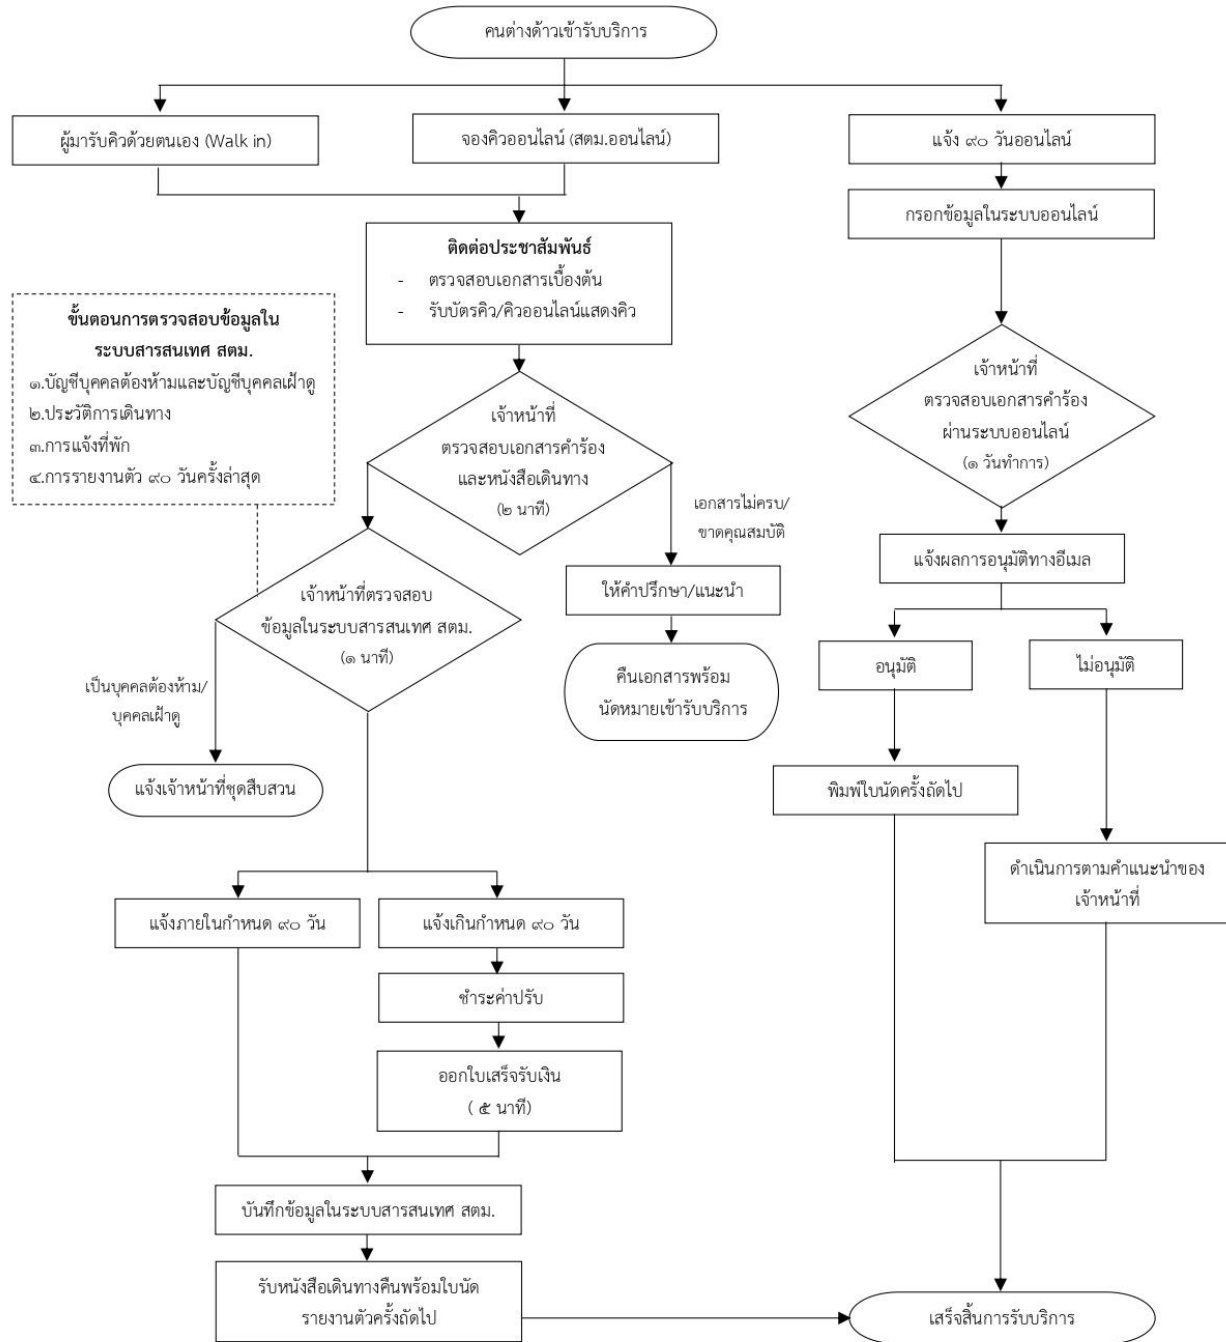 คนต่างด้าวเข้ารับบริการ
ผู้มารับคิวด้วยตนเอง (Walk in)
จองคิวออนไลน์ (สตม.ออนไลน์)
แจ้ง ๙๐ วันออนไลน์
กรอกข้อมูลในระบบออนไลน์
ติดต่อประชาสัมพันธ์
- ตรวจสอบเอกสารเบื้องต้น
- รับบัตรคิว/คิวออนไลน์แสดงคิว
ขั้นตอนการตรวจสอบข้อมูลใน
ระบบสารสนเทศ สตม.
๑.บัญชีบุคคลต้องห้ามและบัญชีบุคคลเฝ้าดู
๒.ประวัติการเดินทาง
๓.การแจ้งที่พัก
๔.การรายงานตัว ๙๐ วันครั้งล่าสุด
เจ้าหน้าที่
ตรวจสอบเอกสารคำร้อง
และหนังสือเดินทาง
(๒ นาที)
เจ้าหน้าที่
ตรวจสอบเอกสารคำร้อง
ผ่านระบบออนไลน์
(๑ วันทำการ)
เอกสารไม่ครบ/
ขาดคุณสมบัติ
แจ้งผลการอนุมัติทางอีเมล
ให้คำปรึกษา/แนะนำ
เจ้าหน้าที่ตรวจสอบ
ข้อมูลในระบบสารสนเทศ สตม.
(๑ นาที)
อนุมัติ
ไม่อนุมัติ
คืนเอกสารพร้อม
นัดหมายเข้ารับบริการ
เป็นบุคคลต้องห้าม/
บุคคลเฝ้าดู
แจ้งเจ้าหน้าที่ชุดสืบสวน
พิมพ์ใบนัดครั้งถัดไป
ดำเนินการตามคำแนะนำของ
เจ้าหน้าที่
แจ้งภายในกำหนด ๙๐ วัน
แจ้งเกินกำหนด ๙๐ วัน
ชำระค่าปรับ
ออกใบเสร็จรับเงิน
( ๕ นาที)
บันทึกข้อมูลในระบบสารสนเทศ สตม.
รับหนังสือเดินทางคืนพร้อมใบนัด
รายงานตัวครั้งถัดไป
เสร็จสิ้นการรับบริการ